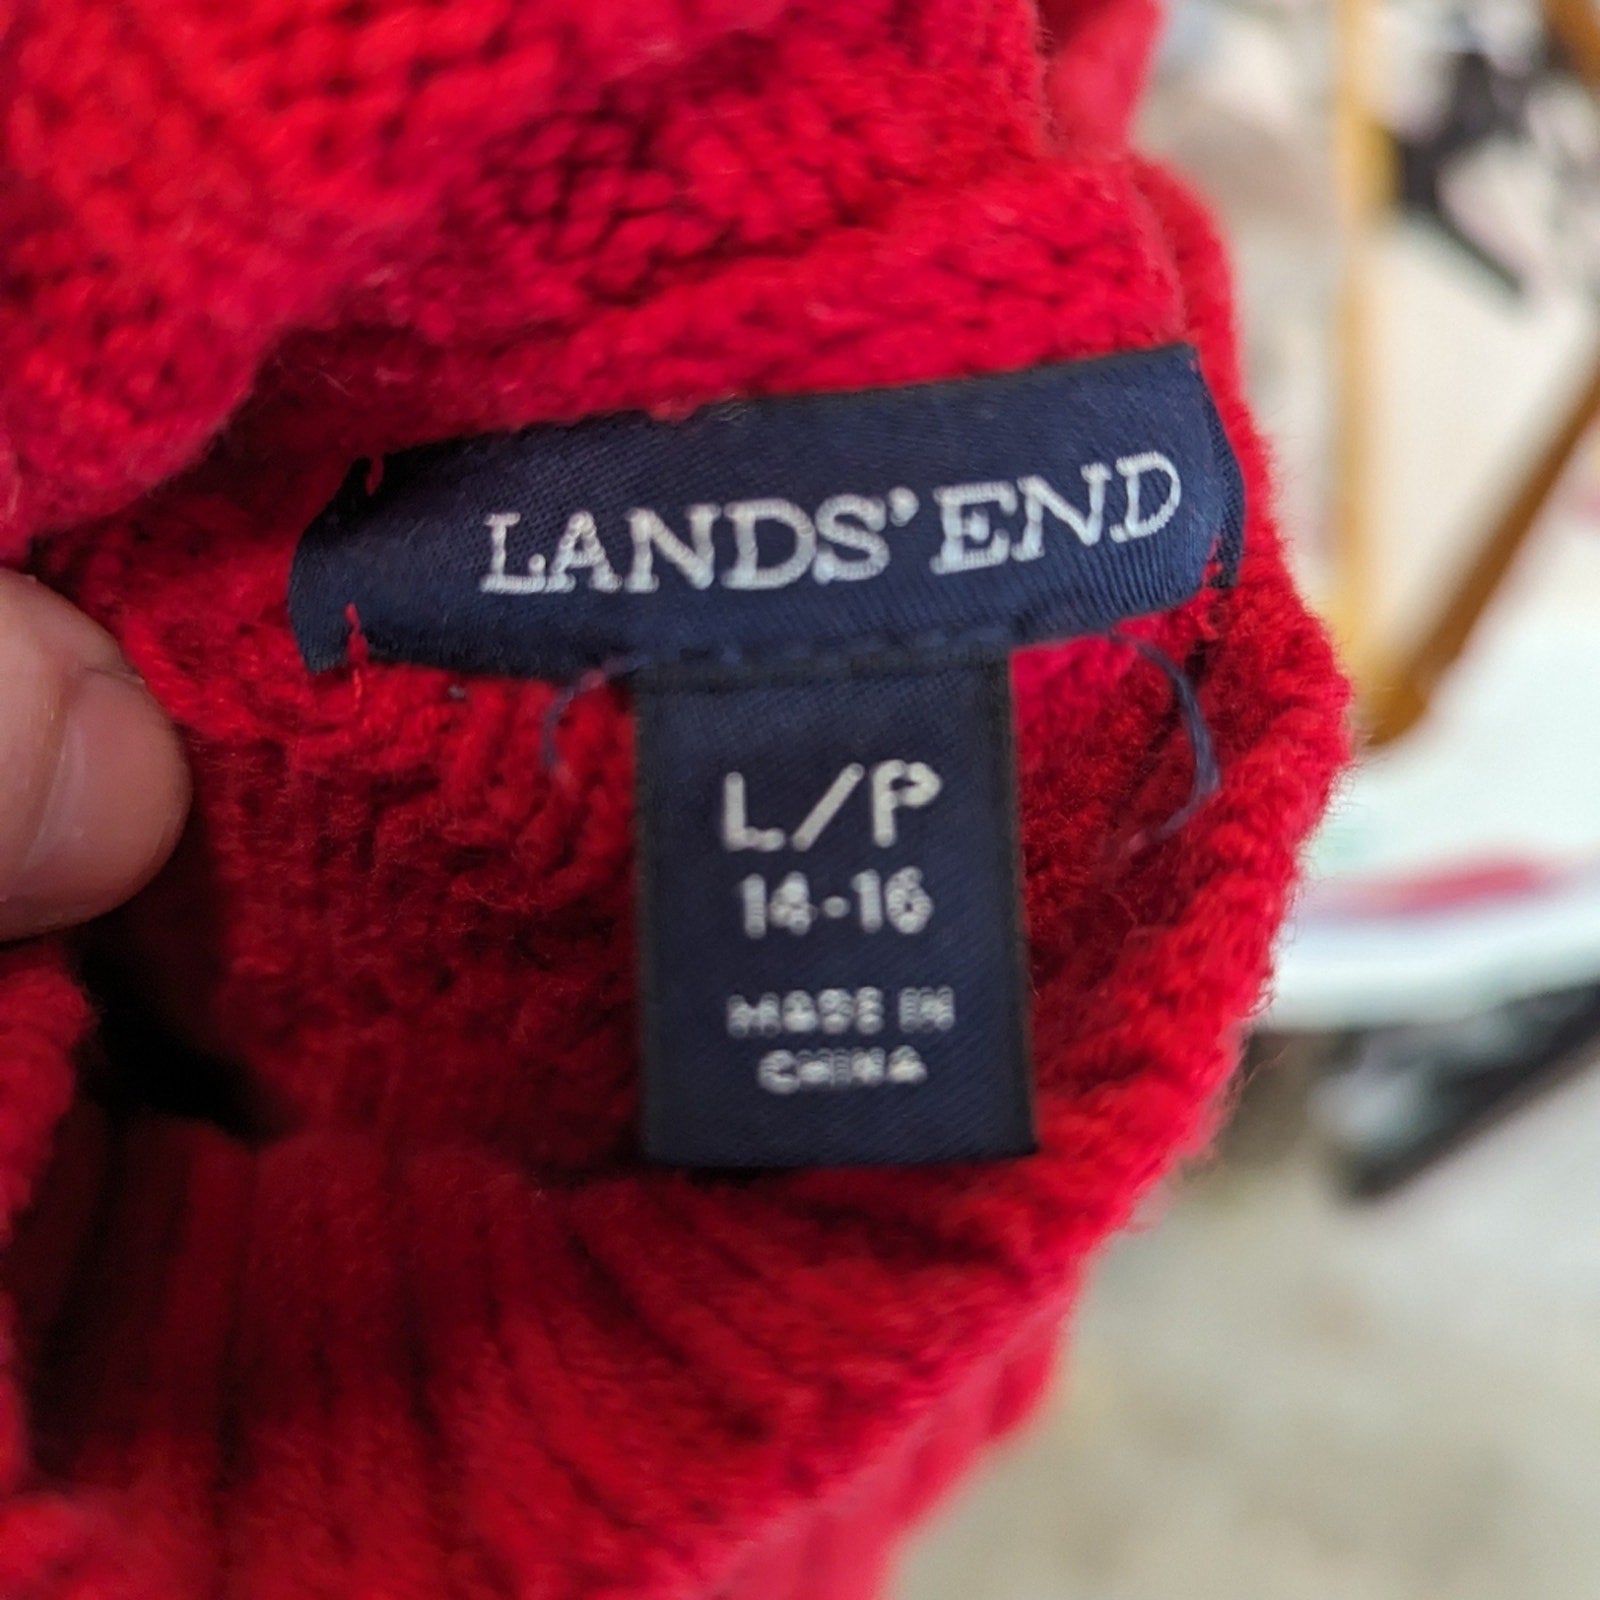 LANDS' END
L/P
14-16
MADE IN
CHINA